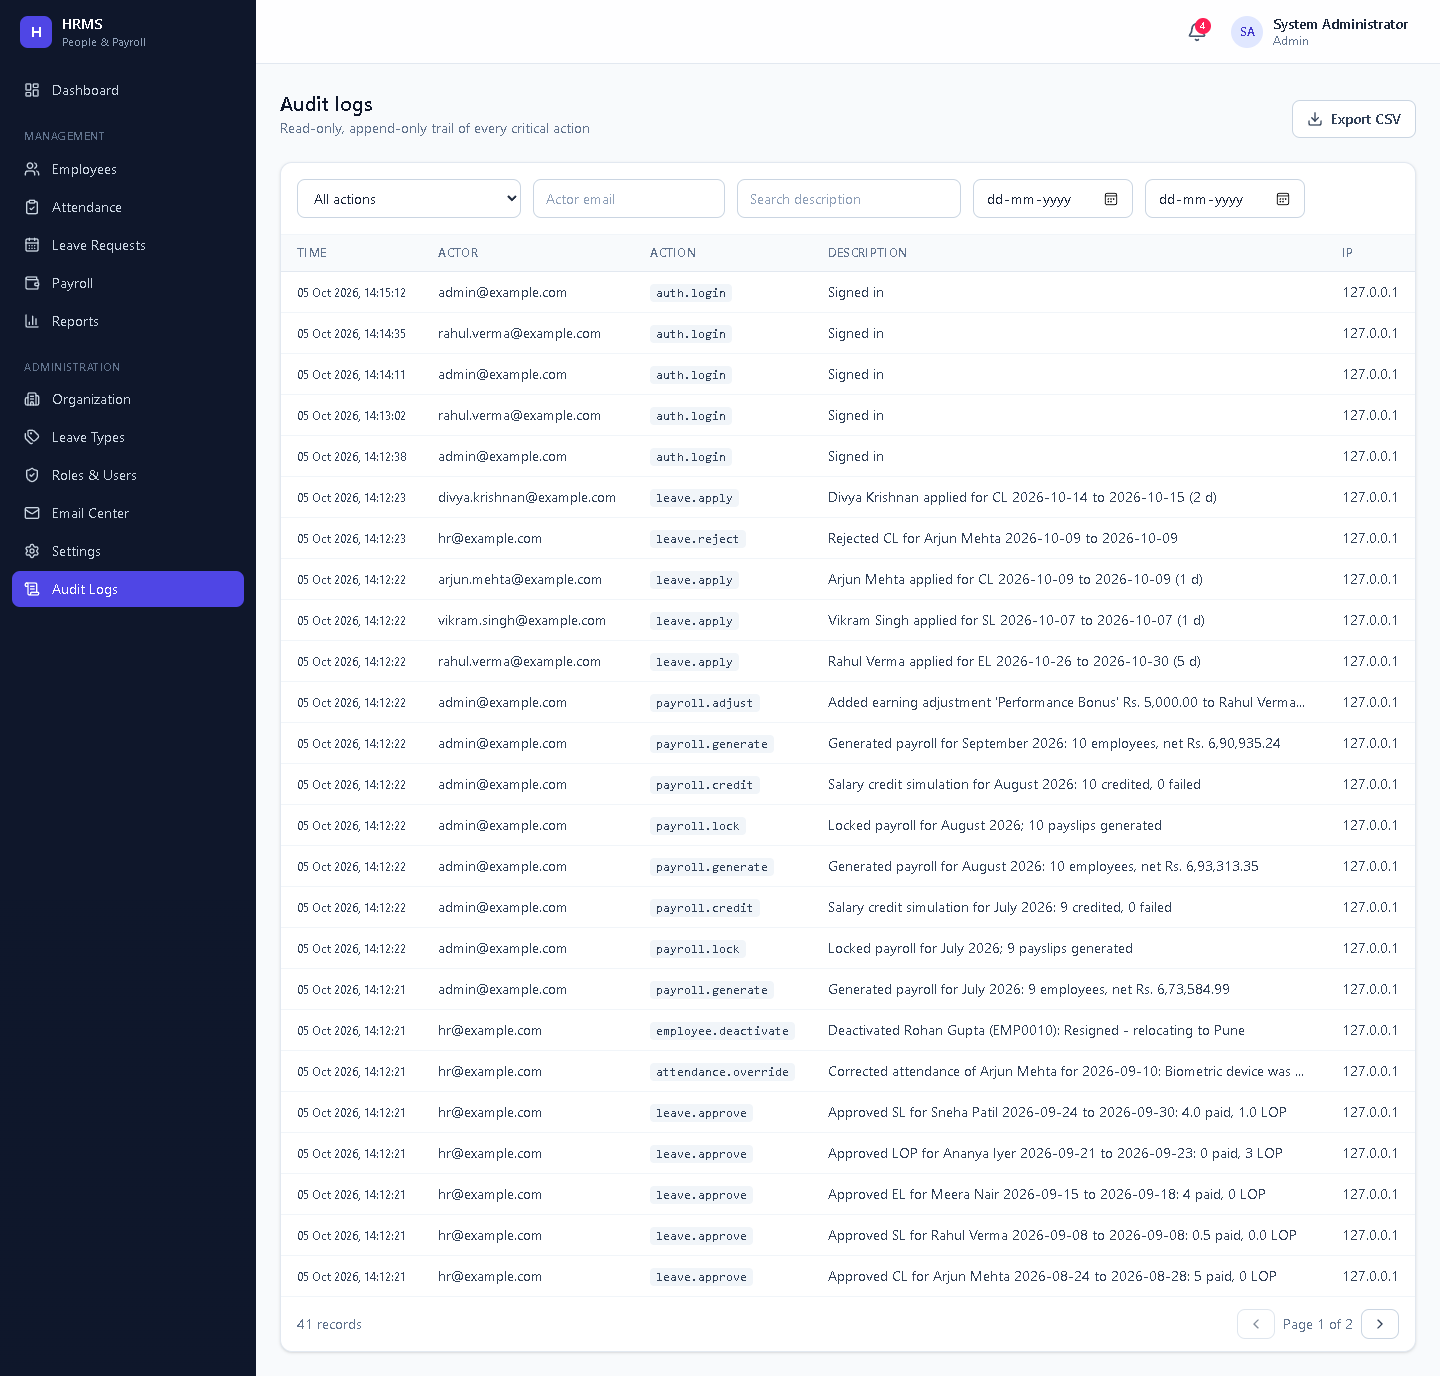 H
HRMS
People & Payroll
Dashboard
MANAGEMENT
Employees
Attendance
Leave Requests
Payroll
Reports
ADMINISTRATION
Organization
Leave Types
Roles & Users
Email Center
Settings
Audit Logs
4
SA
System Administrator
Admin
Audit logs
Read-only, append-only trail of every critical action
Export CSV
All actions Actor email Search description dd-mm-yyyy dd-mm-yyyy
TIME ACTOR ACTION DESCRIPTION IP
05 Oct 2026, 14:15:12 admin@example.com auth.login Signed in 127.0.0.1
05 Oct 2026, 14:14:35 rahul.verma@example.com auth.login Signed in 127.0.0.1
05 Oct 2026, 14:14:11 admin@example.com auth.login Signed in 127.0.0.1
05 Oct 2026, 14:13:02 rahul.verma@example.com auth.login Signed in 127.0.0.1
05 Oct 2026, 14:12:38 admin@example.com auth.login Signed in 127.0.0.1
05 Oct 2026, 14:12:23 divya.krishnan@example.com leave.apply Divya Krishnan applied for CL 2026-10-14 to 2026-10-15 (2 d) 127.0.0.1
05 Oct 2026, 14:12:23 hr@example.com leave.reject Rejected CL for Arjun Mehta 2026-10-09 to 2026-10-09 127.0.0.1
05 Oct 2026, 14:12:22 arjun.mehta@example.com leave.apply Arjun Mehta applied for CL 2026-10-09 to 2026-10-09 (1 d) 127.0.0.1
05 Oct 2026, 14:12:22 vikram.singh@example.com leave.apply Vikram Singh applied for SL 2026-10-07 to 2026-10-07 (1 d) 127.0.0.1
05 Oct 2026, 14:12:22 rahul.verma@example.com leave.apply Rahul Verma applied for EL 2026-10-26 to 2026-10-30 (5 d) 127.0.0.1
05 Oct 2026, 14:12:22 admin@example.com payroll.adjust Added earning adjustment 'Performance Bonus' Rs. 5,000.00 to Rahul Verma... 127.0.0.1
05 Oct 2026, 14:12:22 admin@example.com payroll.generate Generated payroll for September 2026: 10 employees, net Rs. 6,90,935.24 127.0.0.1
05 Oct 2026, 14:12:22 admin@example.com payroll.credit Salary credit simulation for August 2026: 10 credited, 0 failed 127.0.0.1
05 Oct 2026, 14:12:22 admin@example.com payroll.lock Locked payroll for August 2026; 10 payslips generated 127.0.0.1
05 Oct 2026, 14:12:22 admin@example.com payroll.generate Generated payroll for August 2026: 10 employees, net Rs. 6,93,313.35 127.0.0.1
05 Oct 2026, 14:12:22 admin@example.com payroll.credit Salary credit simulation for July 2026: 9 credited, 0 failed 127.0.0.1
05 Oct 2026, 14:12:22 admin@example.com payroll.lock Locked payroll for July 2026; 9 payslips generated 127.0.0.1
05 Oct 2026, 14:12:21 admin@example.com payroll.generate Generated payroll for July 2026: 9 employees, net Rs. 6,73,584.99 127.0.0.1
05 Oct 2026, 14:12:21 hr@example.com employee.deactivate Deactivated Rohan Gupta (EMP0010): Resigned - relocating to Pune 127.0.0.1
05 Oct 2026, 14:12:21 hr@example.com attendance.override Corrected attendance of Arjun Mehta for 2026-09-10: Biometric device was ... 127.0.0.1
05 Oct 2026, 14:12:21 hr@example.com leave.approve Approved SL for Sneha Patil 2026-09-24 to 2026-09-30: 4.0 paid, 1.0 LOP 127.0.0.1
05 Oct 2026, 14:12:21 hr@example.com leave.approve Approved LOP for Ananya Iyer 2026-09-21 to 2026-09-23: 0 paid, 3 LOP 127.0.0.1
05 Oct 2026, 14:12:21 hr@example.com leave.approve Approved EL for Meera Nair 2026-09-15 to 2026-09-18: 4 paid, 0 LOP 127.0.0.1
05 Oct 2026, 14:12:21 hr@example.com leave.approve Approved SL for Rahul Verma 2026-09-08 to 2026-09-08: 0.5 paid, 0.0 LOP 127.0.0.1
05 Oct 2026, 14:12:21 hr@example.com leave.approve Approved CL for Arjun Mehta 2026-08-24 to 2026-08-28: 5 paid, 0 LOP 127.0.0.1
41 records
Page 1 of 2